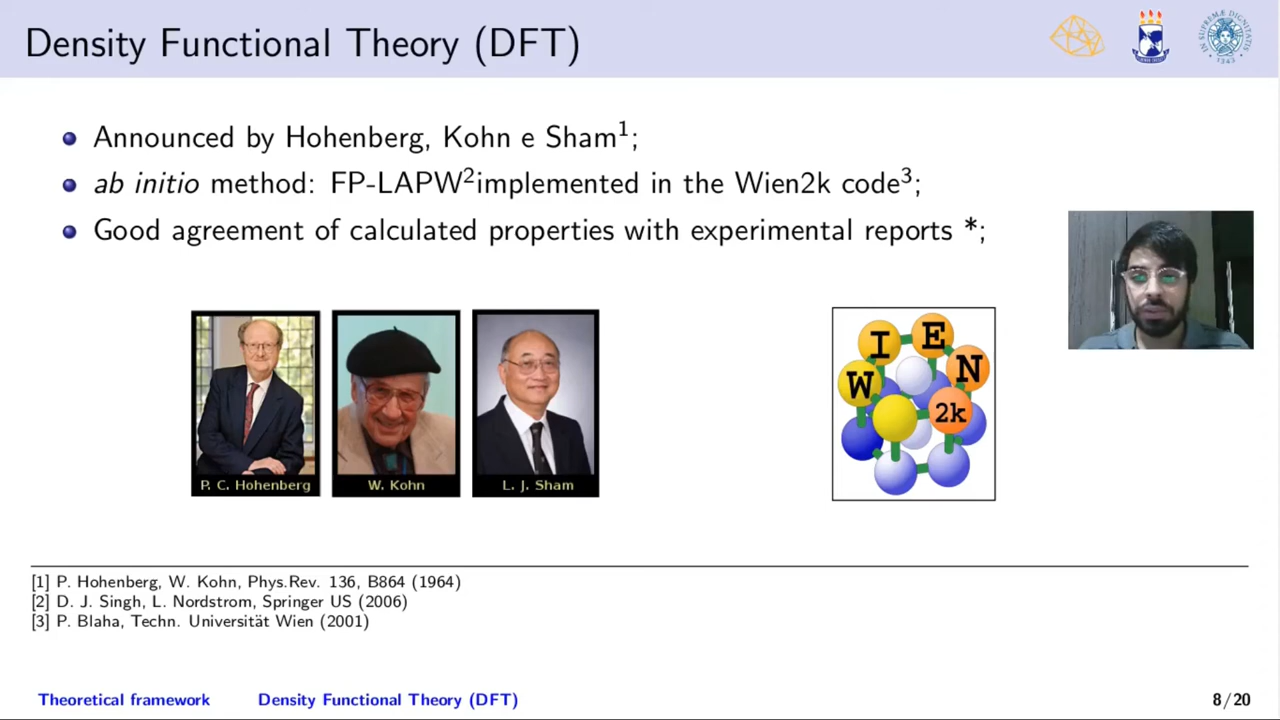 Density Functional Theory (DFT)
Announced by Hohenberg, Kohn e Sham1;
ab initio method: FP-LAPW2implemented in the Wien2k code3;
Good agreement of calculated properties with experimental reports *;
W I E N
2k
P. C. Hohenberg
W. Kohn
L. J. Sham
[1] P. Hohenberg, W. Kohn, Phys.Rev. 136, B864 (1964)
[2] D. J. Singh, L. Nordstrom, Springer US (2006)
[3] P. Blaha, Techn. Universität Wien (2001)
Theoretical framework Density Functional Theory (DFT) 8/20